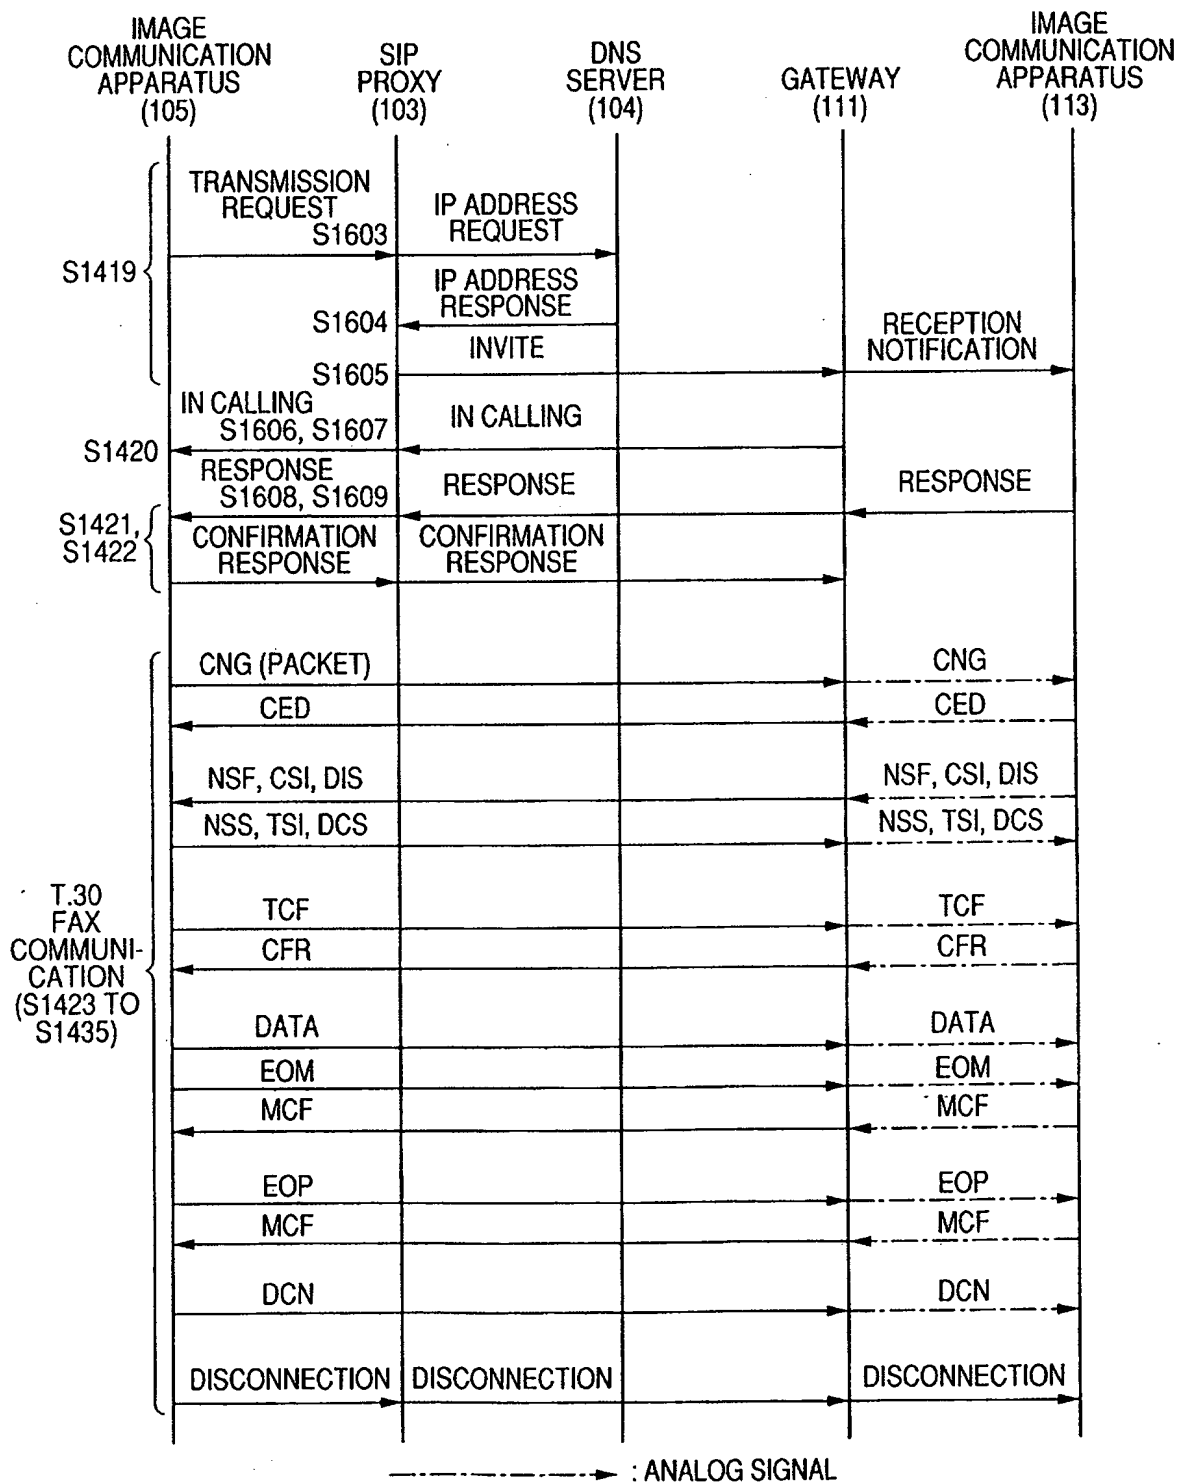 IMAGE
COMMUNICATION
APPARATUS
(105)
SIP
PROXY
(103)
DNS
SERVER
(104)
GATEWAY
(111)
IMAGE
COMMUNICATION
APPARATUS
(113)
TRANSMISSION
REQUEST
S1603
IP ADDRESS
REQUEST
S1419
IP ADDRESS
RESPONSE
S1604
INVITE
RECEPTION
NOTIFICATION
S1605
IN CALLING
S1606, S1607
IN CALLING
S1420
RESPONSE
S1608, S1609
RESPONSE
RESPONSE
S1421,
S1422
CONFIRMATION
RESPONSE
CONFIRMATION
RESPONSE
CNG (PACKET)
CNG
CED
CED
NSF, CSI, DIS
NSF, CSI, DIS
NSS, TSI, DCS
NSS, TSI, DCS
T.30
FAX
COMMUNI-
CATION
(S1423 TO
S1435)
TCF
TCF
CFR
CFR
DATA
DATA
EOM
EOM
MCF
MCF
EOP
EOP
MCF
MCF
DCN
DCN
DISCONNECTION
DISCONNECTION
DISCONNECTION
: ANALOG SIGNAL